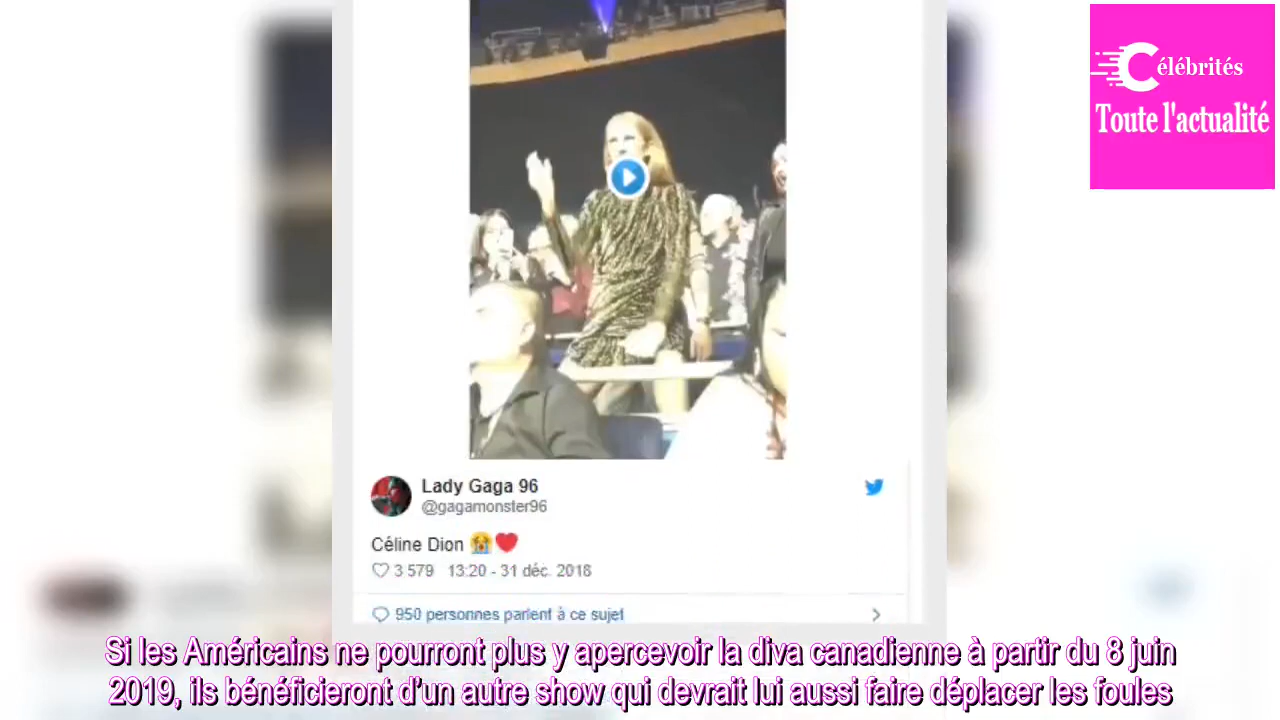 Célébrités
Toute l'actualité
Lady Gaga 96
@gagamonster96
Céline Dion 😭❤️
3 579 13:20 - 31 déc. 2018
950 personnes parlent à ce sujet
Si les Américains ne pourront plus y apercevoir la diva canadienne à partir du 8 juin
2019, ils bénéficieront d’un autre show qui devrait lui aussi faire déplacer les foules